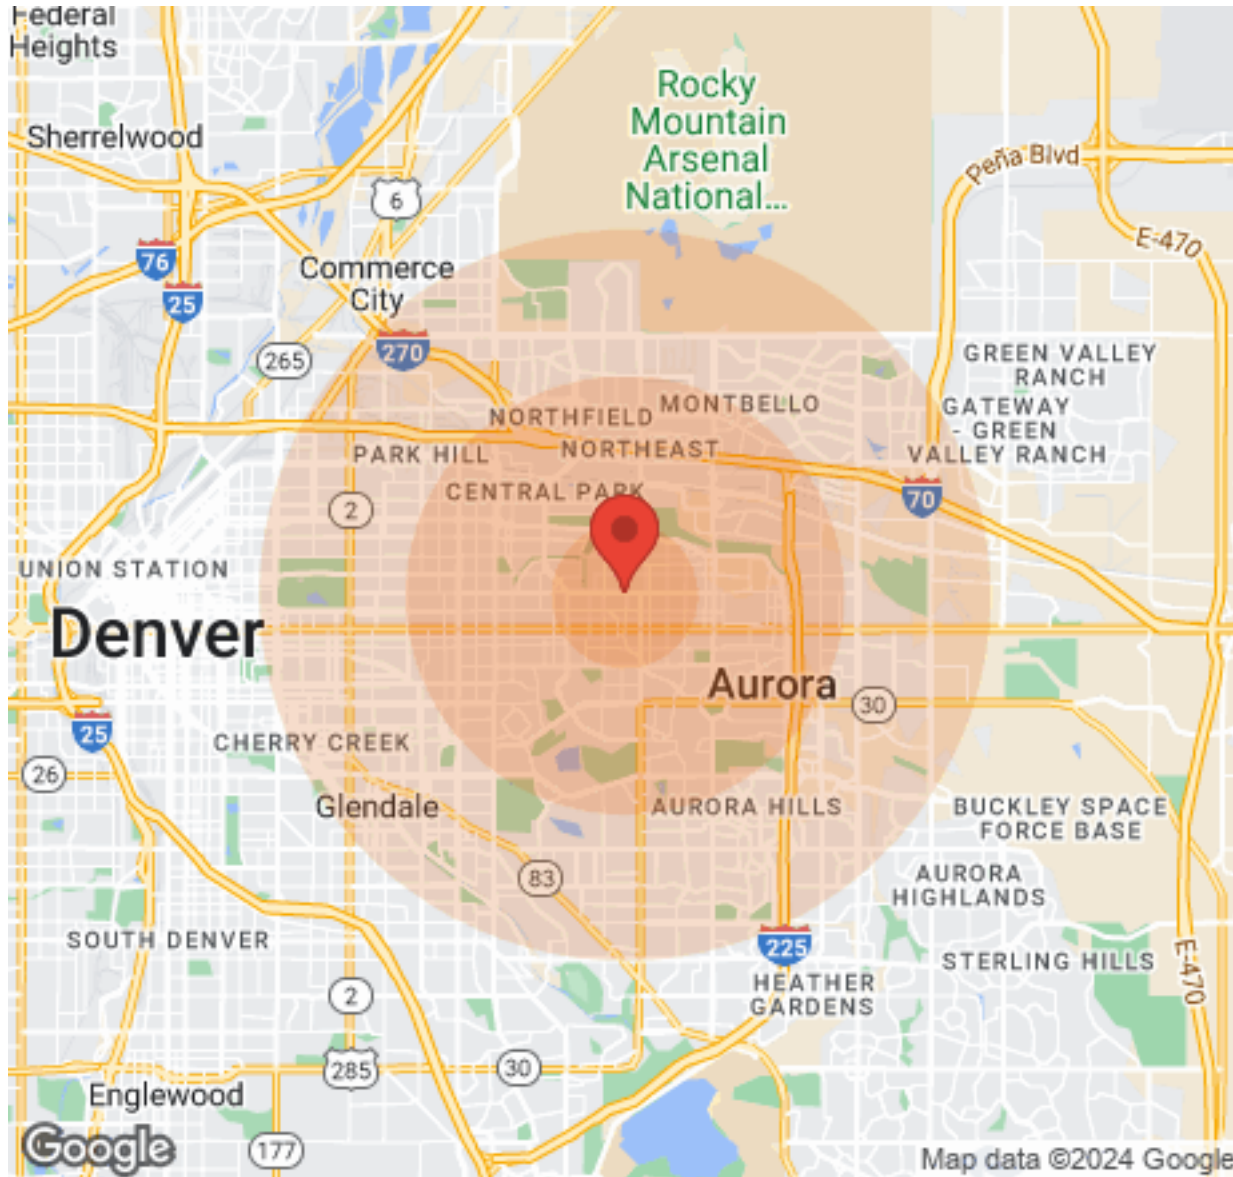 Federal
Heights
Rocky
Mountain
Arsenal
National...
Sherrelwood
Peña Blvd
6
E-470
76
Commerce
City
25
265
270
GREEN VALLEY
RANCH
NORTHFIELD
MONTBELLO
GATEWAY
- GREEN
VALLEY RANCH
PARK HILL
NORTHEAST
CENTRAL PARK
70
2
UNION STATION
Denver
Aurora
30
25
CHERRY CREEK
26
Glendale
AURORA HILLS
BUCKLEY SPACE
FORCE BASE
83
AURORA
HIGHLANDS
SOUTH DENVER
225
STERLING HILLS
E-470
2
HEATHER
GARDENS
285
30
Englewood
177
Google
Map data ©2024 Google